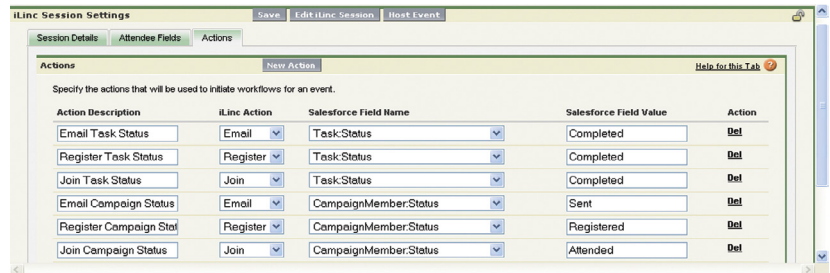 iLinc Session Settings Save Edit iLinc Session Host Event
Session Details Attendee Fields Actions
Actions New Action Help for this Tab ?
Specify the actions that will be used to initiate workflows for an event.
Action Description iLinc Action Salesforce Field Name Salesforce Field Value Action
Email Task Status Email Task:Status Completed Del
Register Task Status Register Task:Status Completed Del
Join Task Status Join Task:Status Completed Del
Email Campaign Status Email CampaignMember:Status Sent Del
Register Campaign Stat Register CampaignMember:Status Registered Del
Join Campaign Status Join CampaignMember:Status Attended Del